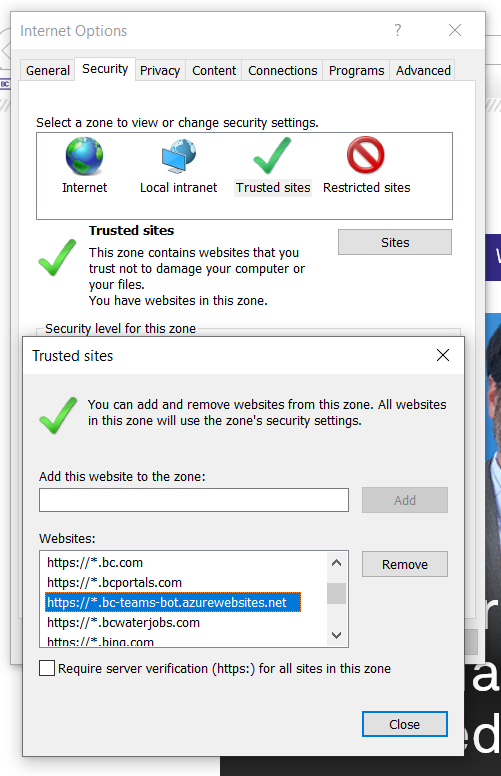 Internet Options
?
General Security Privacy Content Connections Programs Advanced
BC
Select a zone to view or change security settings.
Internet Local intranet Trusted sites Restricted sites
Trusted sites
Sites
This zone contains websites that you
trust not to damage your computer or
your files.
You have websites in this zone.
Security level for this zone
Trusted sites
You can add and remove websites from this zone. All websites
in this zone will use the zone's security settings.
Add this website to the zone:
Add
Websites:
https://*.bc.com
Remove
https://*.bcportals.com
https://*.bc-teams-bot.azurewebsites.net
https://*.bcwaterjobs.com
https://*.bing.com
Require server verification (https:) for all sites in this zone
Close